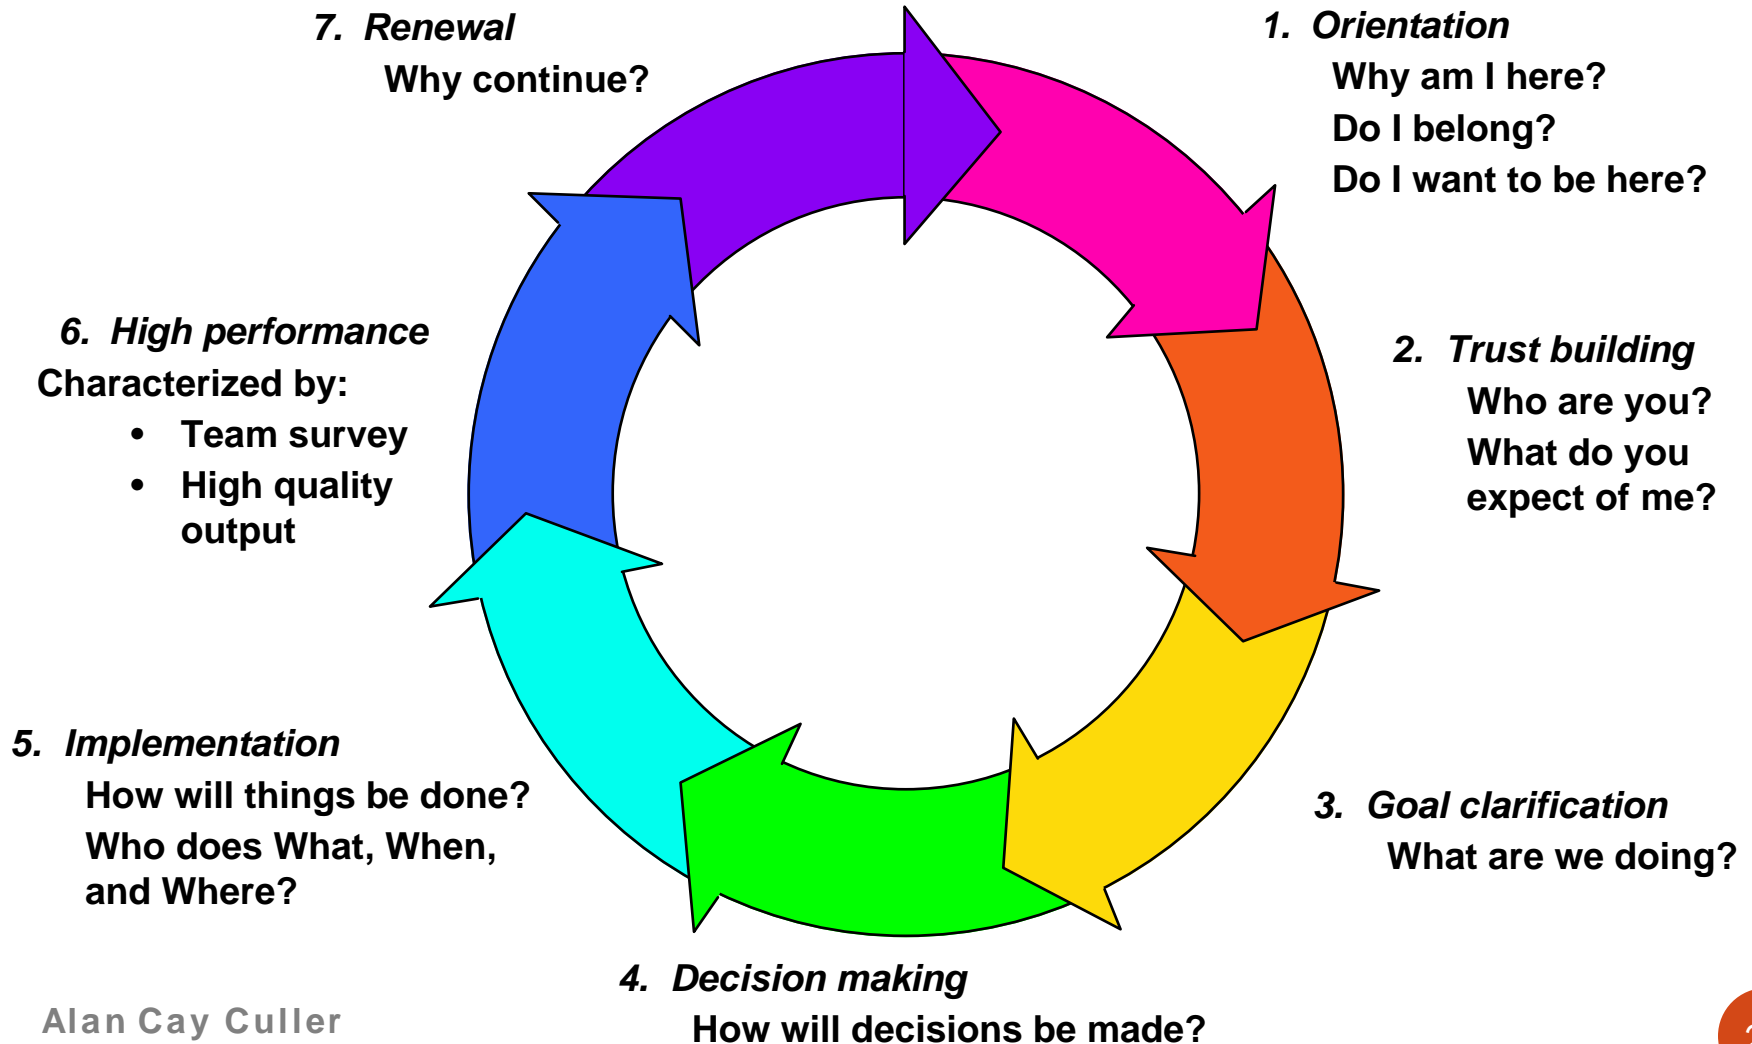 1. Orientation
Why am I here?
Do I belong?
Do I want to be here?
2. Trust building
Who are you?
What do you
expect of me?
3. Goal clarification
What are we doing?
4. Decision making
How will decisions be made?
5. Implementation
How will things be done?
Who does What, When,
and Where?
6. High performance
Characterized by:
• Team survey
• High quality
output
7. Renewal
Why continue?
Alan Cay Culler